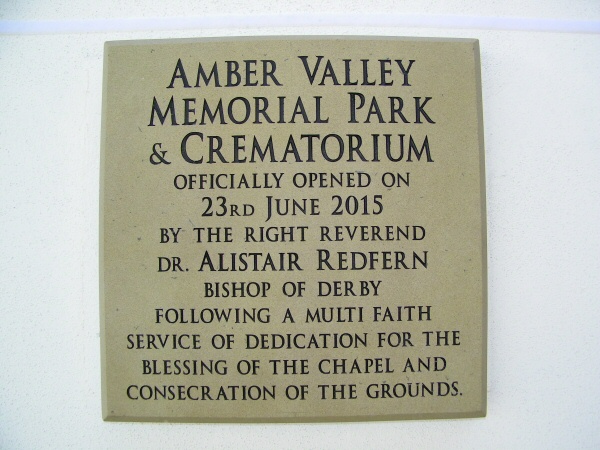 AMBER VALLEY
MEMORIAL PARK
& CREMATORIUM
OFFICIALLY OPENED ON
23RD JUNE 2015
BY THE RIGHT REVEREND
DR. ALISTAIR REDFERN
BISHOP OF DERBY
FOLLOWING A MULTI FAITH
SERVICE OF DEDICATION FOR THE
BLESSING OF THE CHAPEL AND
CONSECRATION OF THE GROUNDS.